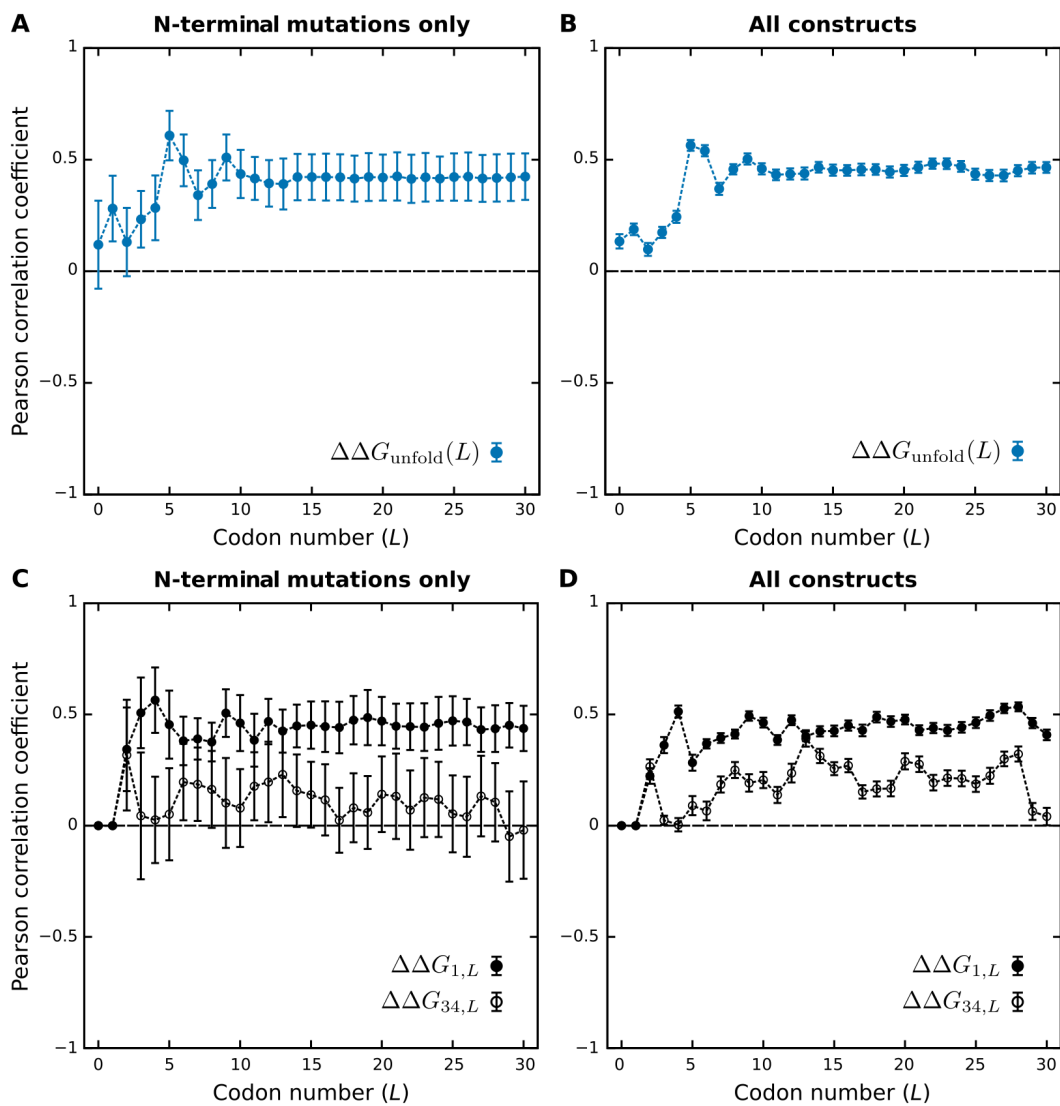 A
N-terminal mutations only
Pearson correlation coefficient
1
0.5
0
−0.5
−1
ΔΔG_unfold(L)
0 5 10 15 20 25 30
Codon number (L)
B
All constructs
1
0.5
0
−0.5
−1
ΔΔG_unfold(L)
0 5 10 15 20 25 30
Codon number (L)
C
N-terminal mutations only
Pearson correlation coefficient
1
0.5
0
−0.5
−1
ΔΔG_1,L
ΔΔG_34,L
0 5 10 15 20 25 30
Codon number (L)
D
All constructs
1
0.5
0
−0.5
−1
ΔΔG_1,L
ΔΔG_34,L
0 5 10 15 20 25 30
Codon number (L)